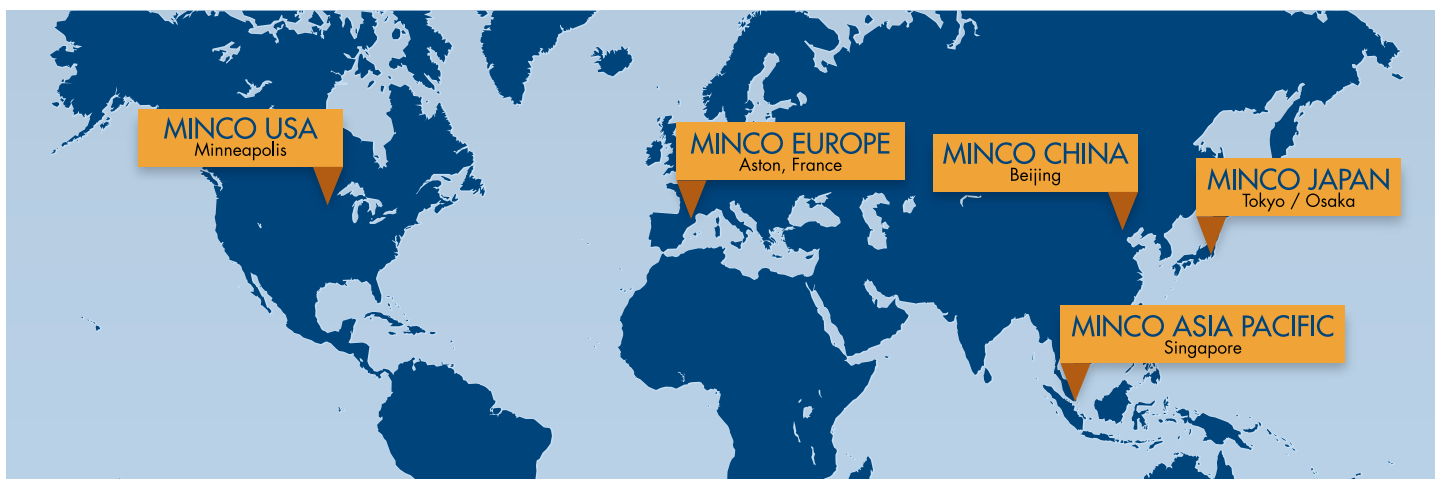 MINCO USA
Minneapolis
MINCO EUROPE
Aston, France
MINCO CHINA
Beijing
MINCO JAPAN
Tokyo / Osaka
MINCO ASIA PACIFIC
Singapore